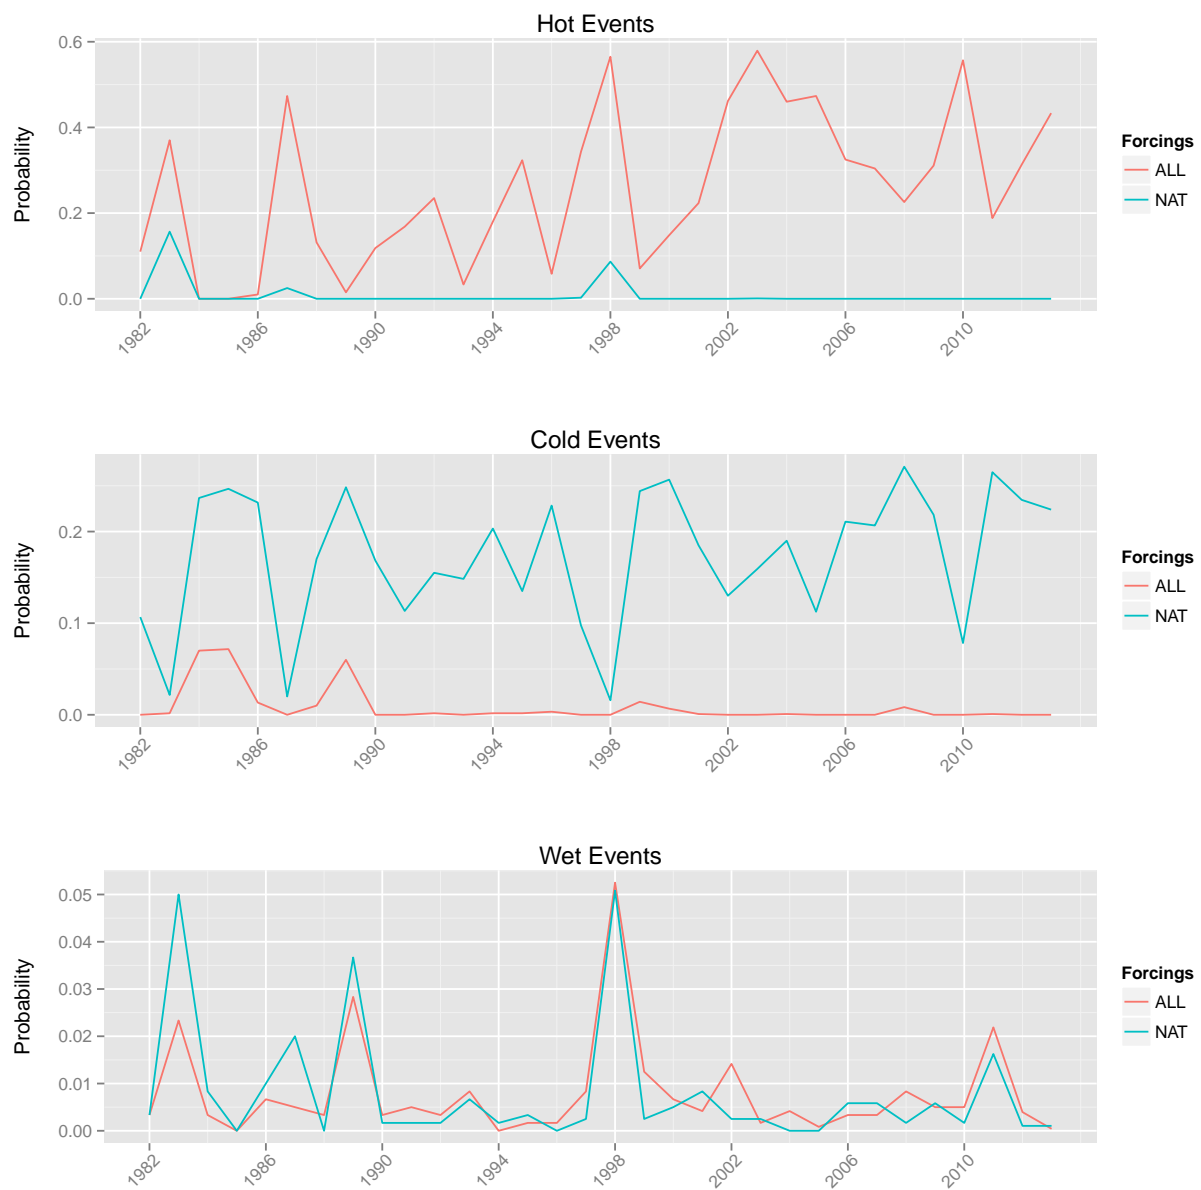 Hot Events
0.6
0.4
0.2
0.0
Probability
1982 1986 1990 1994 1998 2002 2006 2010
Forcings
ALL
NAT
Cold Events
0.2
0.1
0.0
Probability
1982 1986 1990 1994 1998 2002 2006 2010
Forcings
ALL
NAT
Wet Events
0.05
0.04
0.03
0.02
0.01
0.00
Probability
1982 1986 1990 1994 1998 2002 2006 2010
Forcings
ALL
NAT